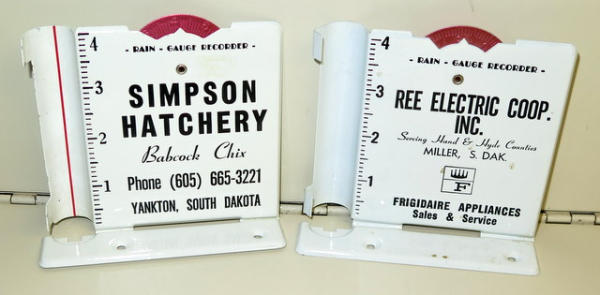 4
3
2
1
- RAIN - GAUGE RECORDER -
SIMPSON
HATCHERY
Babcock Chix
Phone (605) 665-3221
YANKTON, SOUTH DAKOTA
4
3
2
1
- RAIN - GAUGE RECORDER -
REE ELECTRIC COOP.
INC.
Serving Hand & Hyde Counties
MILLER, S. DAK.
F
FRIGIDAIRE APPLIANCES
Sales & Service